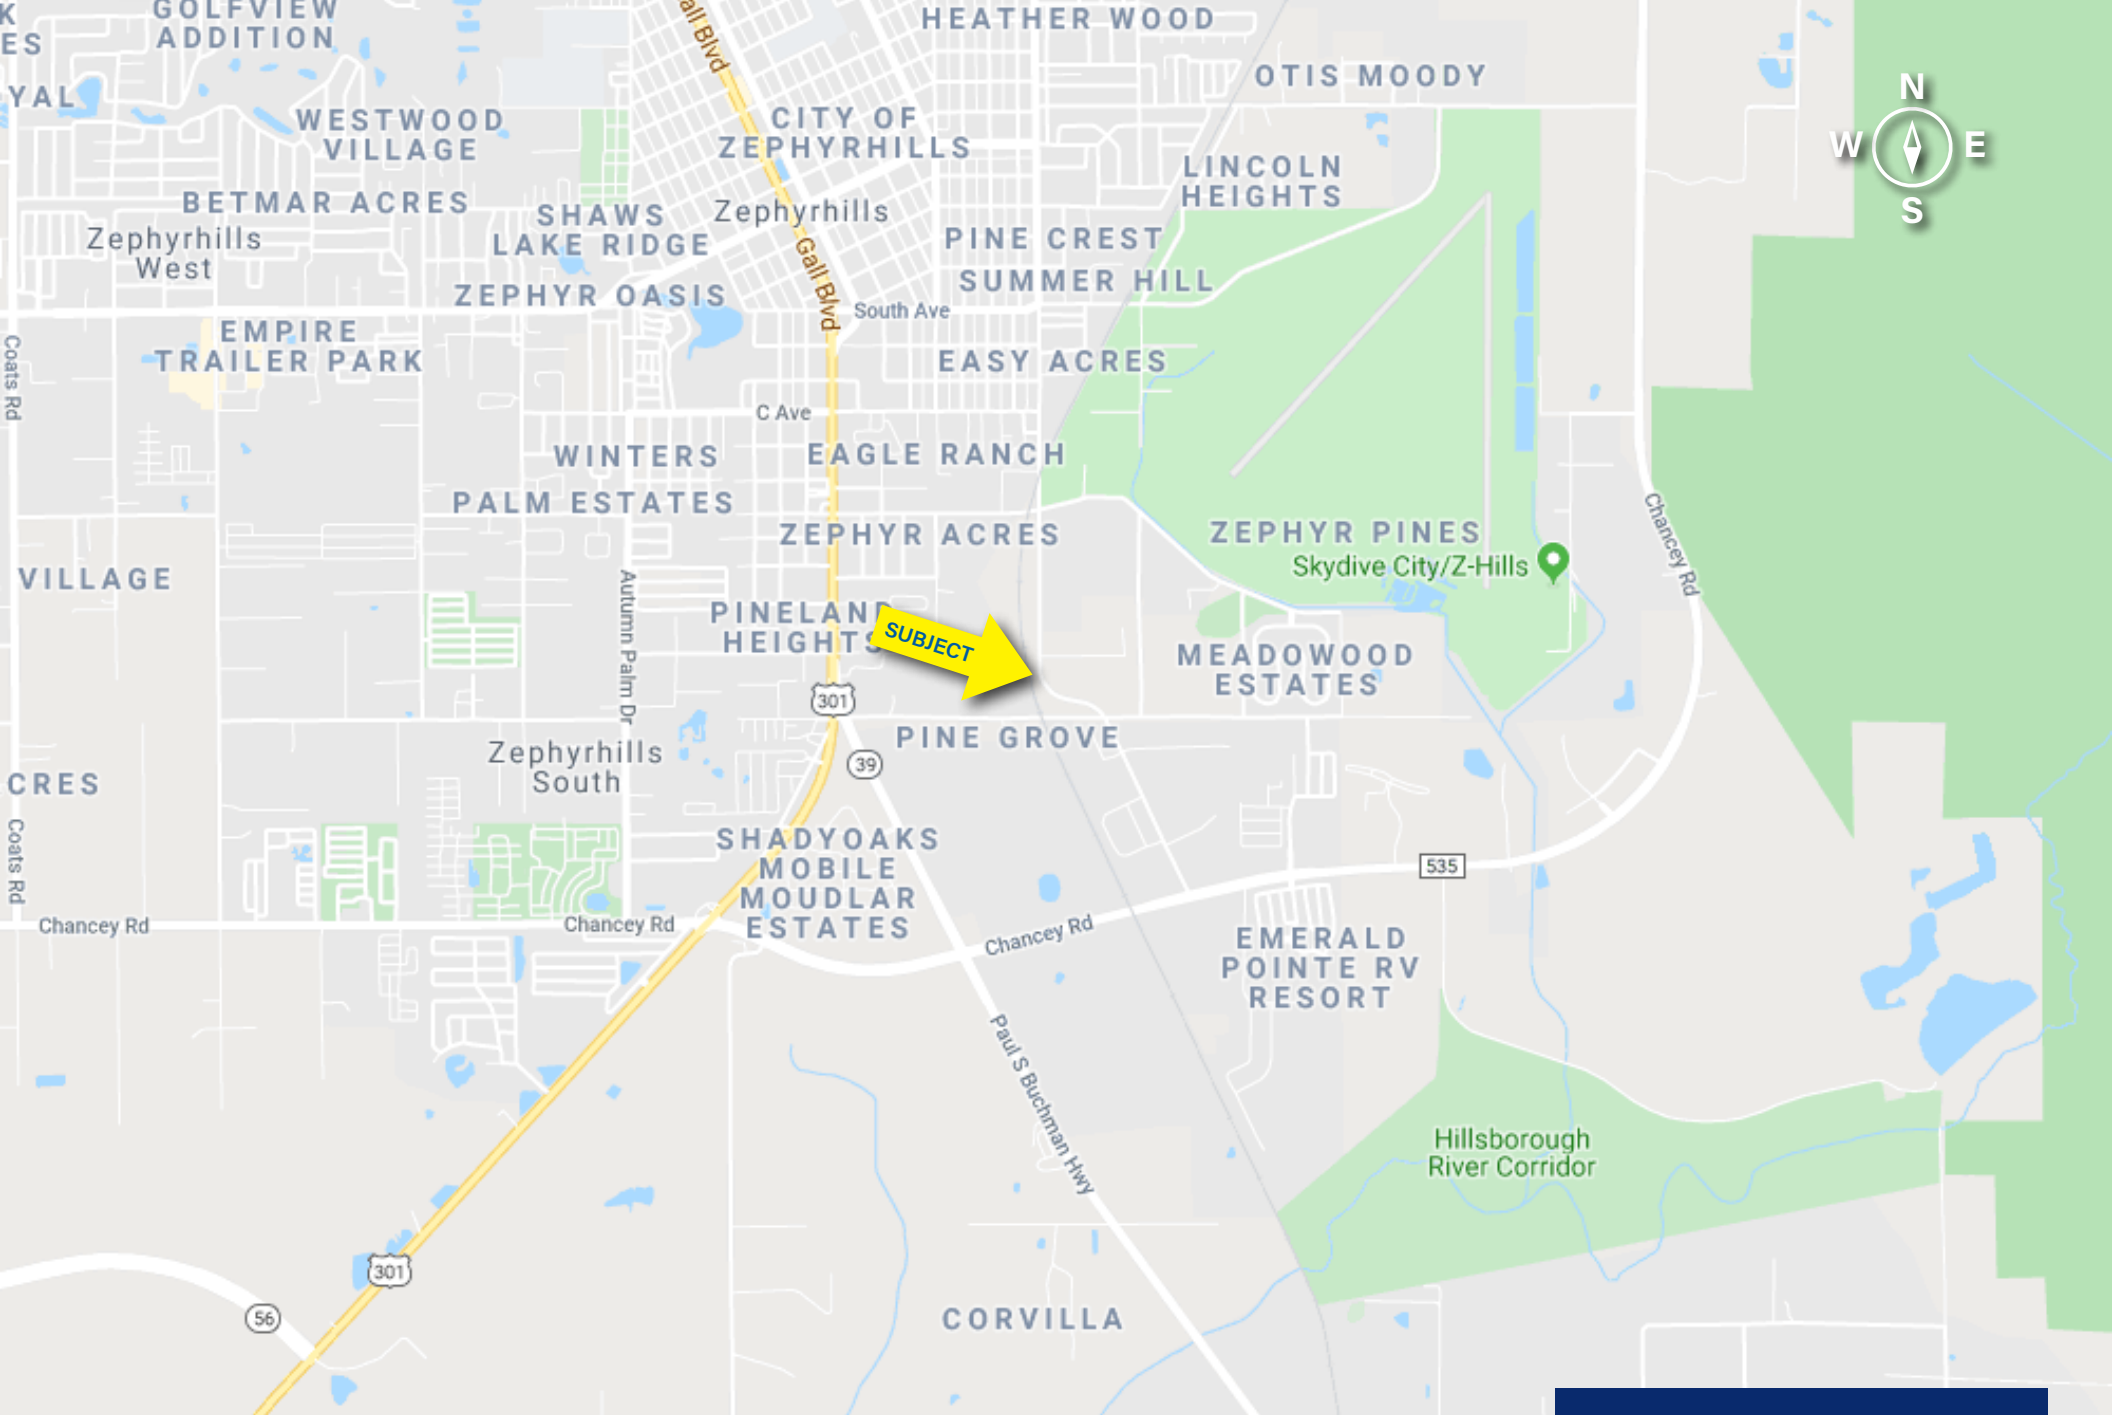 K
ES
GOLFVIEW
ADDITION
all Blvd
HEATHER WOOD
OTIS MOODY
N
W
E
S
YAL
WESTWOOD
VILLAGE
CITY OF
ZEPHYRHILLS
LINCOLN
HEIGHTS
BETMAR ACRES
SHAWS
LAKE RIDGE
Zephyrhills
Zephyrhills
West
PINE CREST
SUMMER HILL
Gall Blvd
ZEPHYR OASIS
South Ave
EMPIRE
TRAILER PARK
Coats Rd
EASY ACRES
C Ave
WINTERS
EAGLE RANCH
PALM ESTATES
ZEPHYR ACRES
ZEPHYR PINES
Skydive City/Z-Hills
Chancey Rd
VILLAGE
Autumn Palm Dr
PINELAND
HEIGHTS
SUBJECT
MEADOWOOD
ESTATES
301
PINE GROVE
Zephyrhills
South
39
CRES
Coats Rd
SHADYOAKS
MOBILE
MOUDLAR
ESTATES
535
Chancey Rd
Chancey Rd
Chancey Rd
EMERALD
POINTE RV
RESORT
Paul S Buchman Hwy
Hillsborough
River Corridor
301
56
CORVILLA